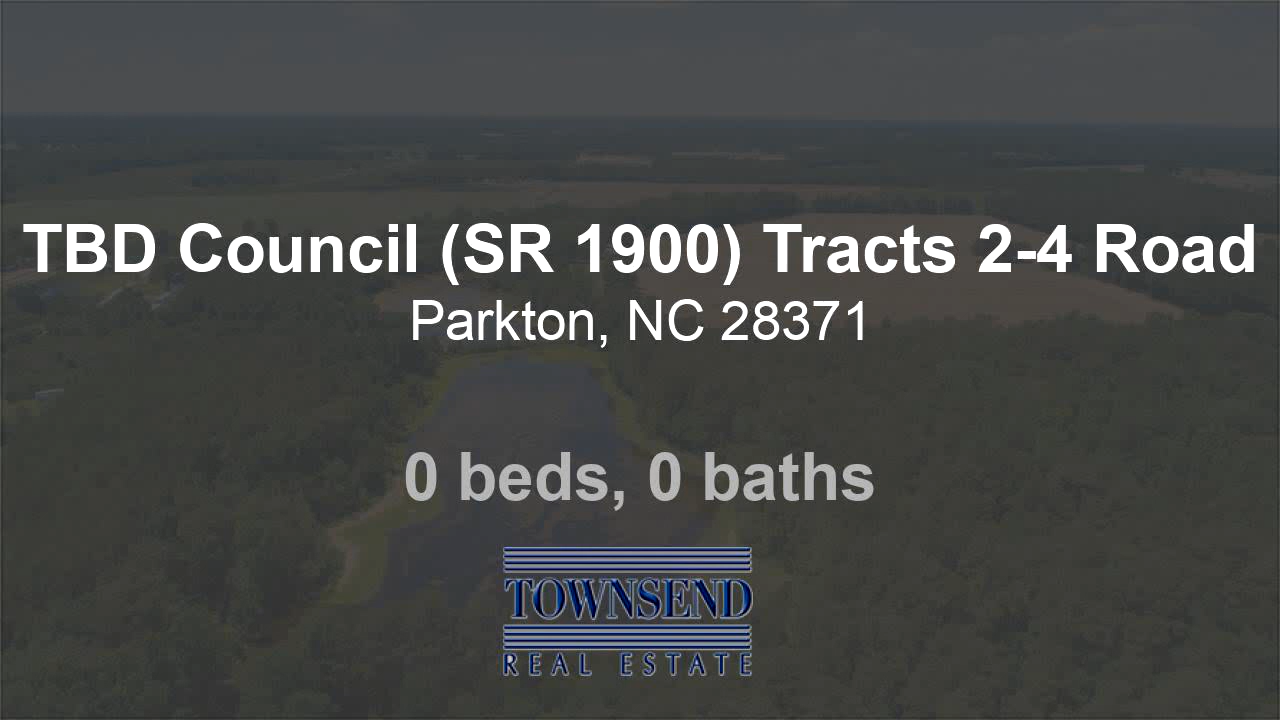 TBD Council (SR 1900) Tracts 2-4 Road
Parkton, NC 28371
0 beds, 0 baths
TOWNSEND
REAL ESTATE